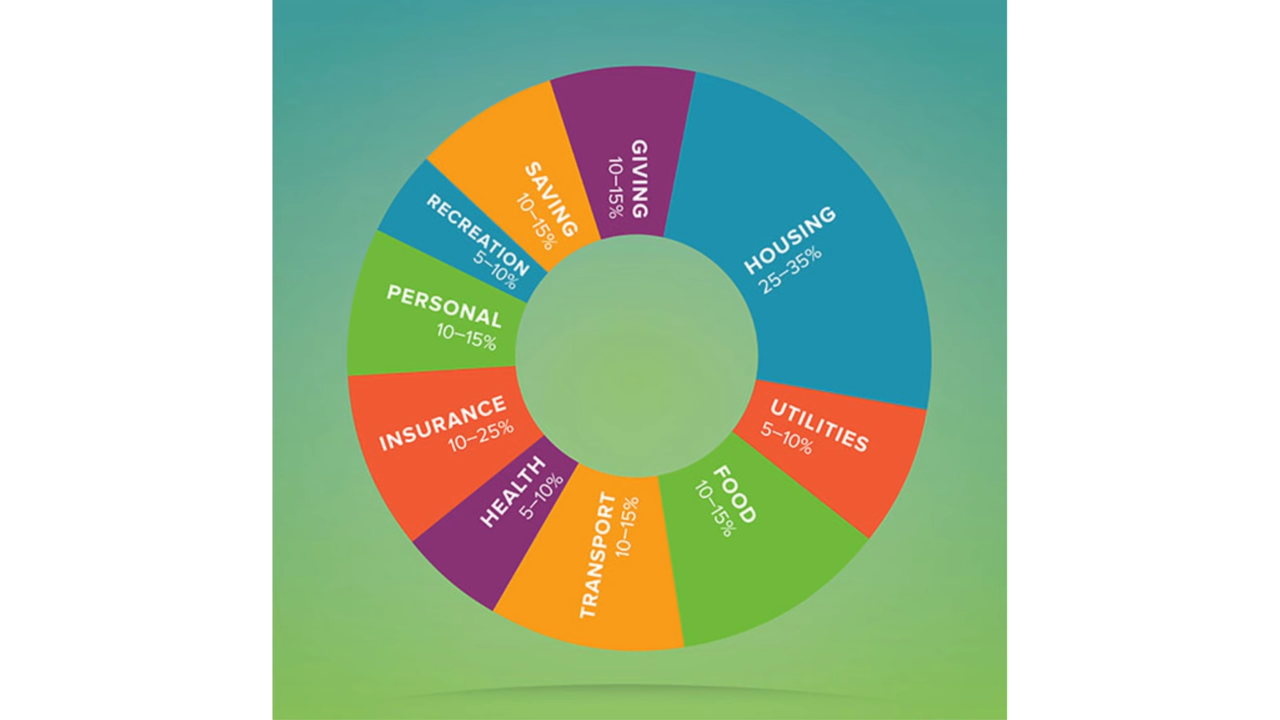 GIVING
10–15%
HOUSING
25–35%
UTILITIES
5–10%
FOOD
10–15%
TRANSPORT
10–15%
HEALTH
5–10%
INSURANCE
10–25%
PERSONAL
10–15%
RECREATION
5–10%
SAVING
10–15%